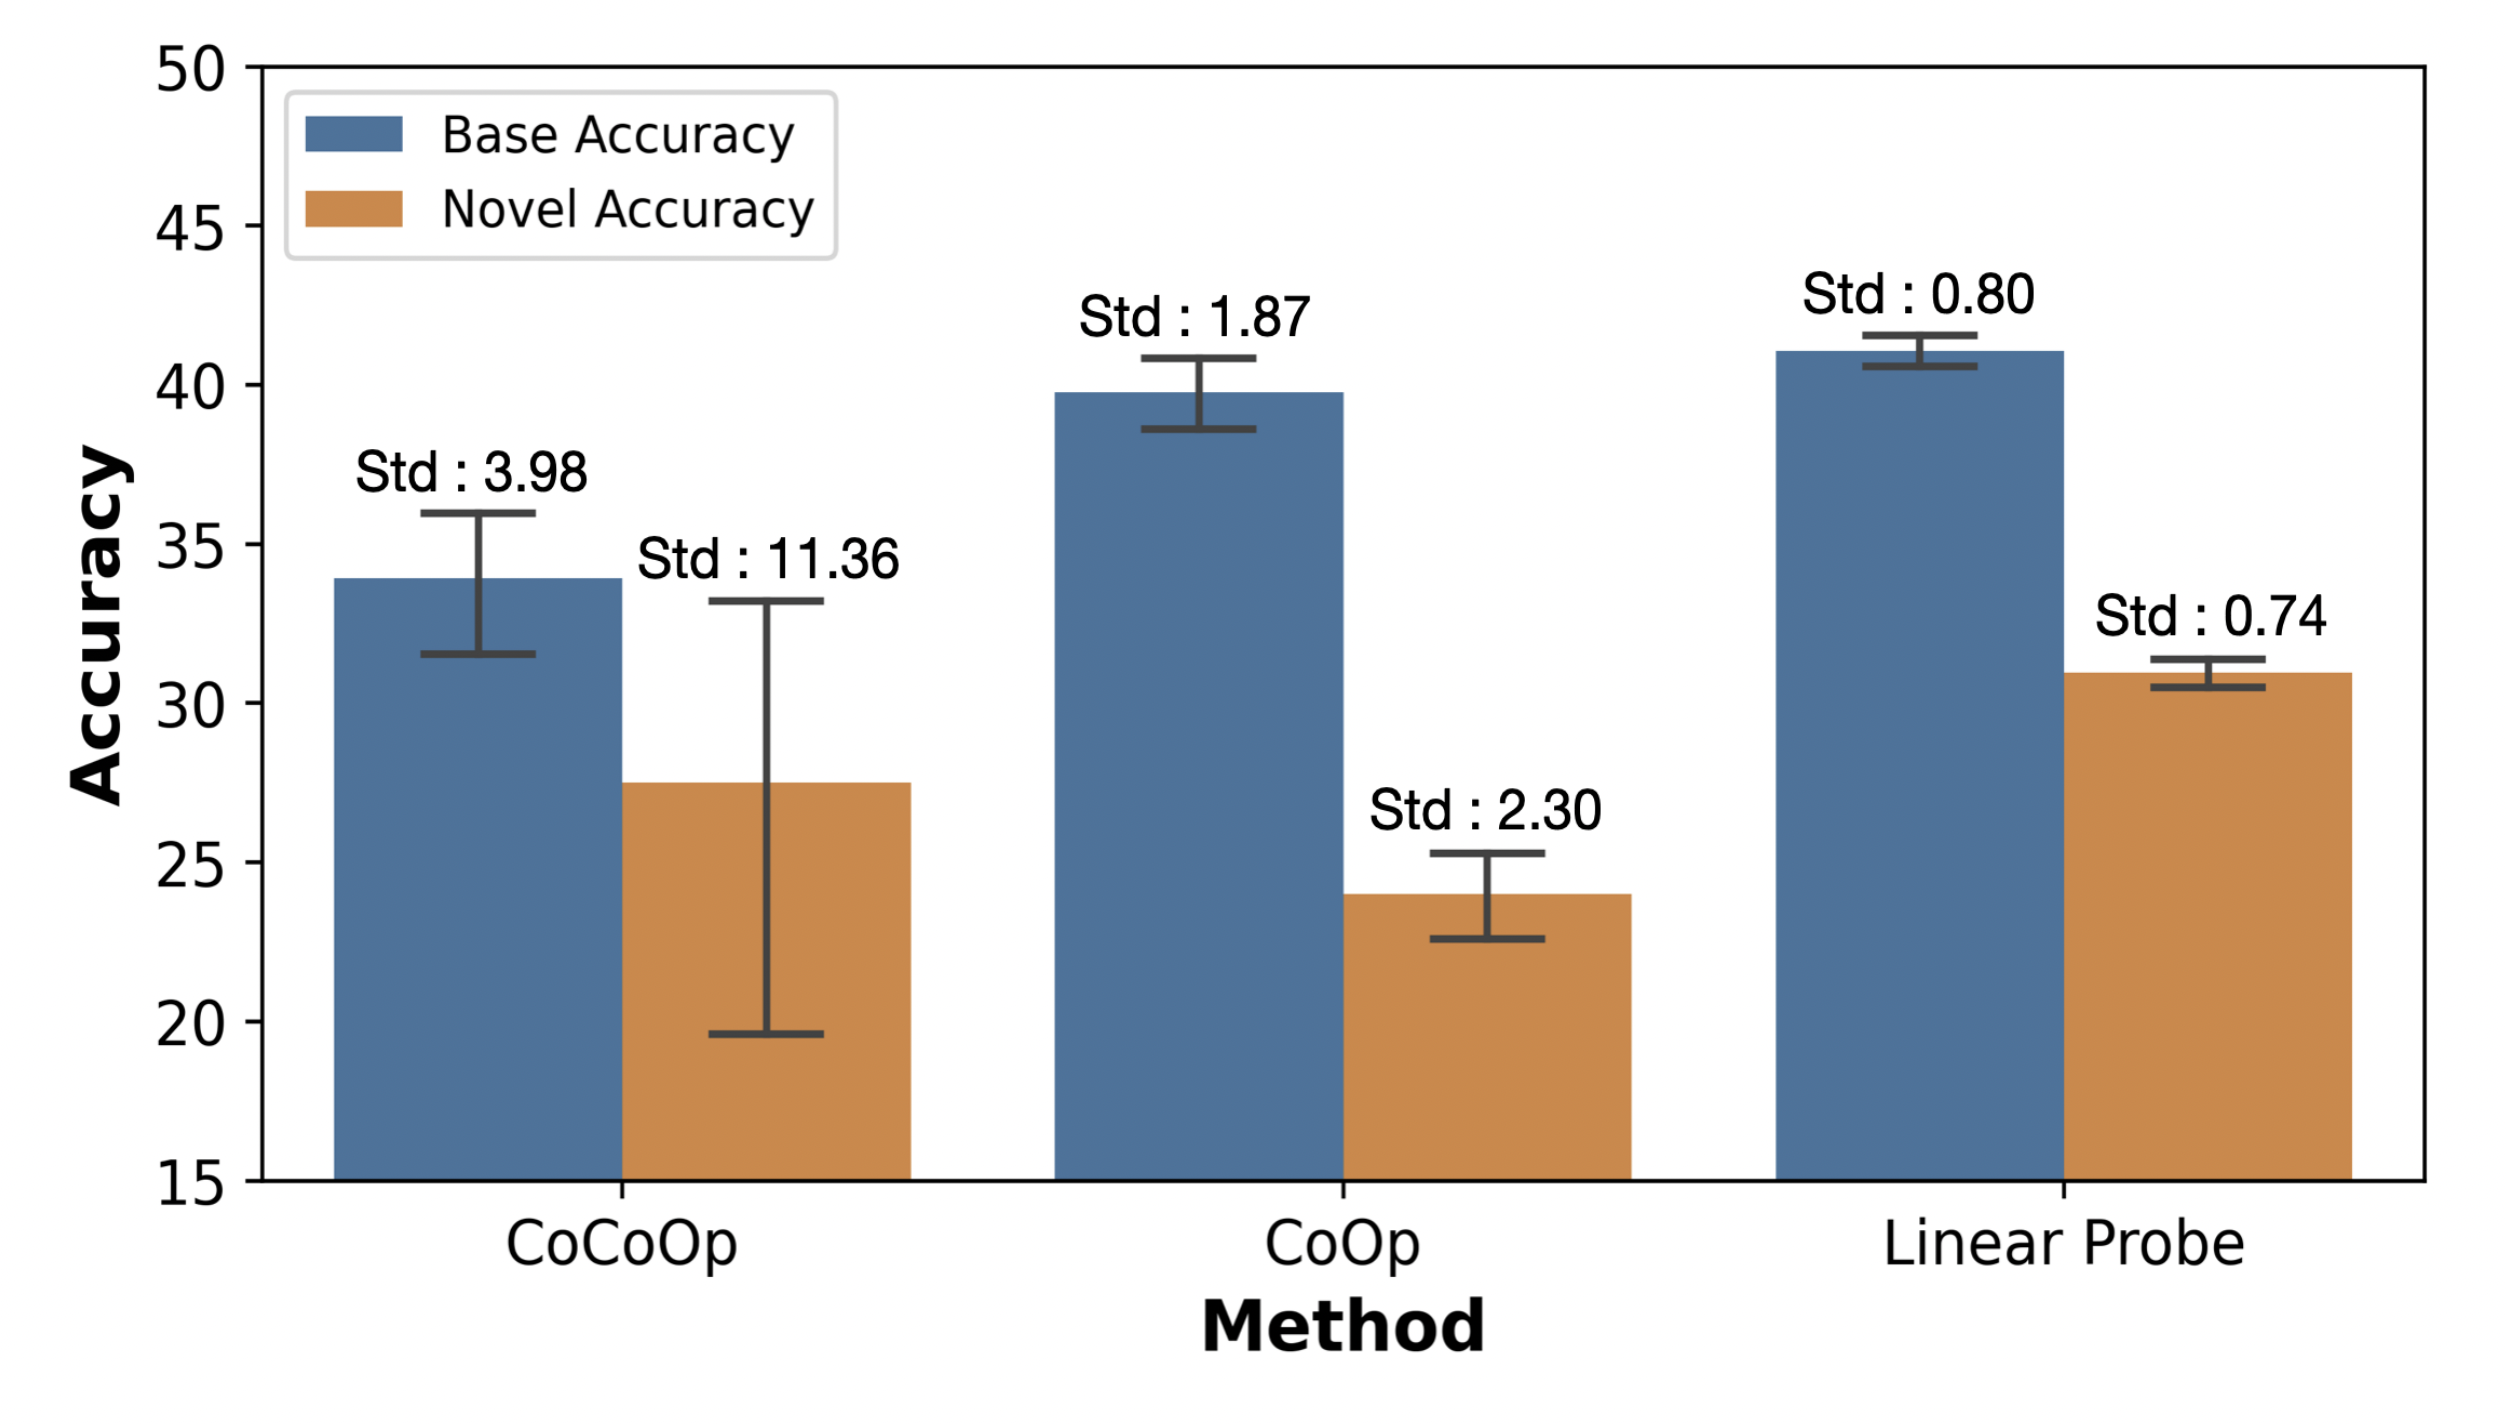 50
Base Accuracy
Novel Accuracy
45
Std : 0.80
Std : 1.87
40
Std : 3.98
Std : 11.36
35
Std : 0.74
30
Std : 2.30
25
20
15
Accuracy
CoCoOp
CoOp
Linear Probe
Method